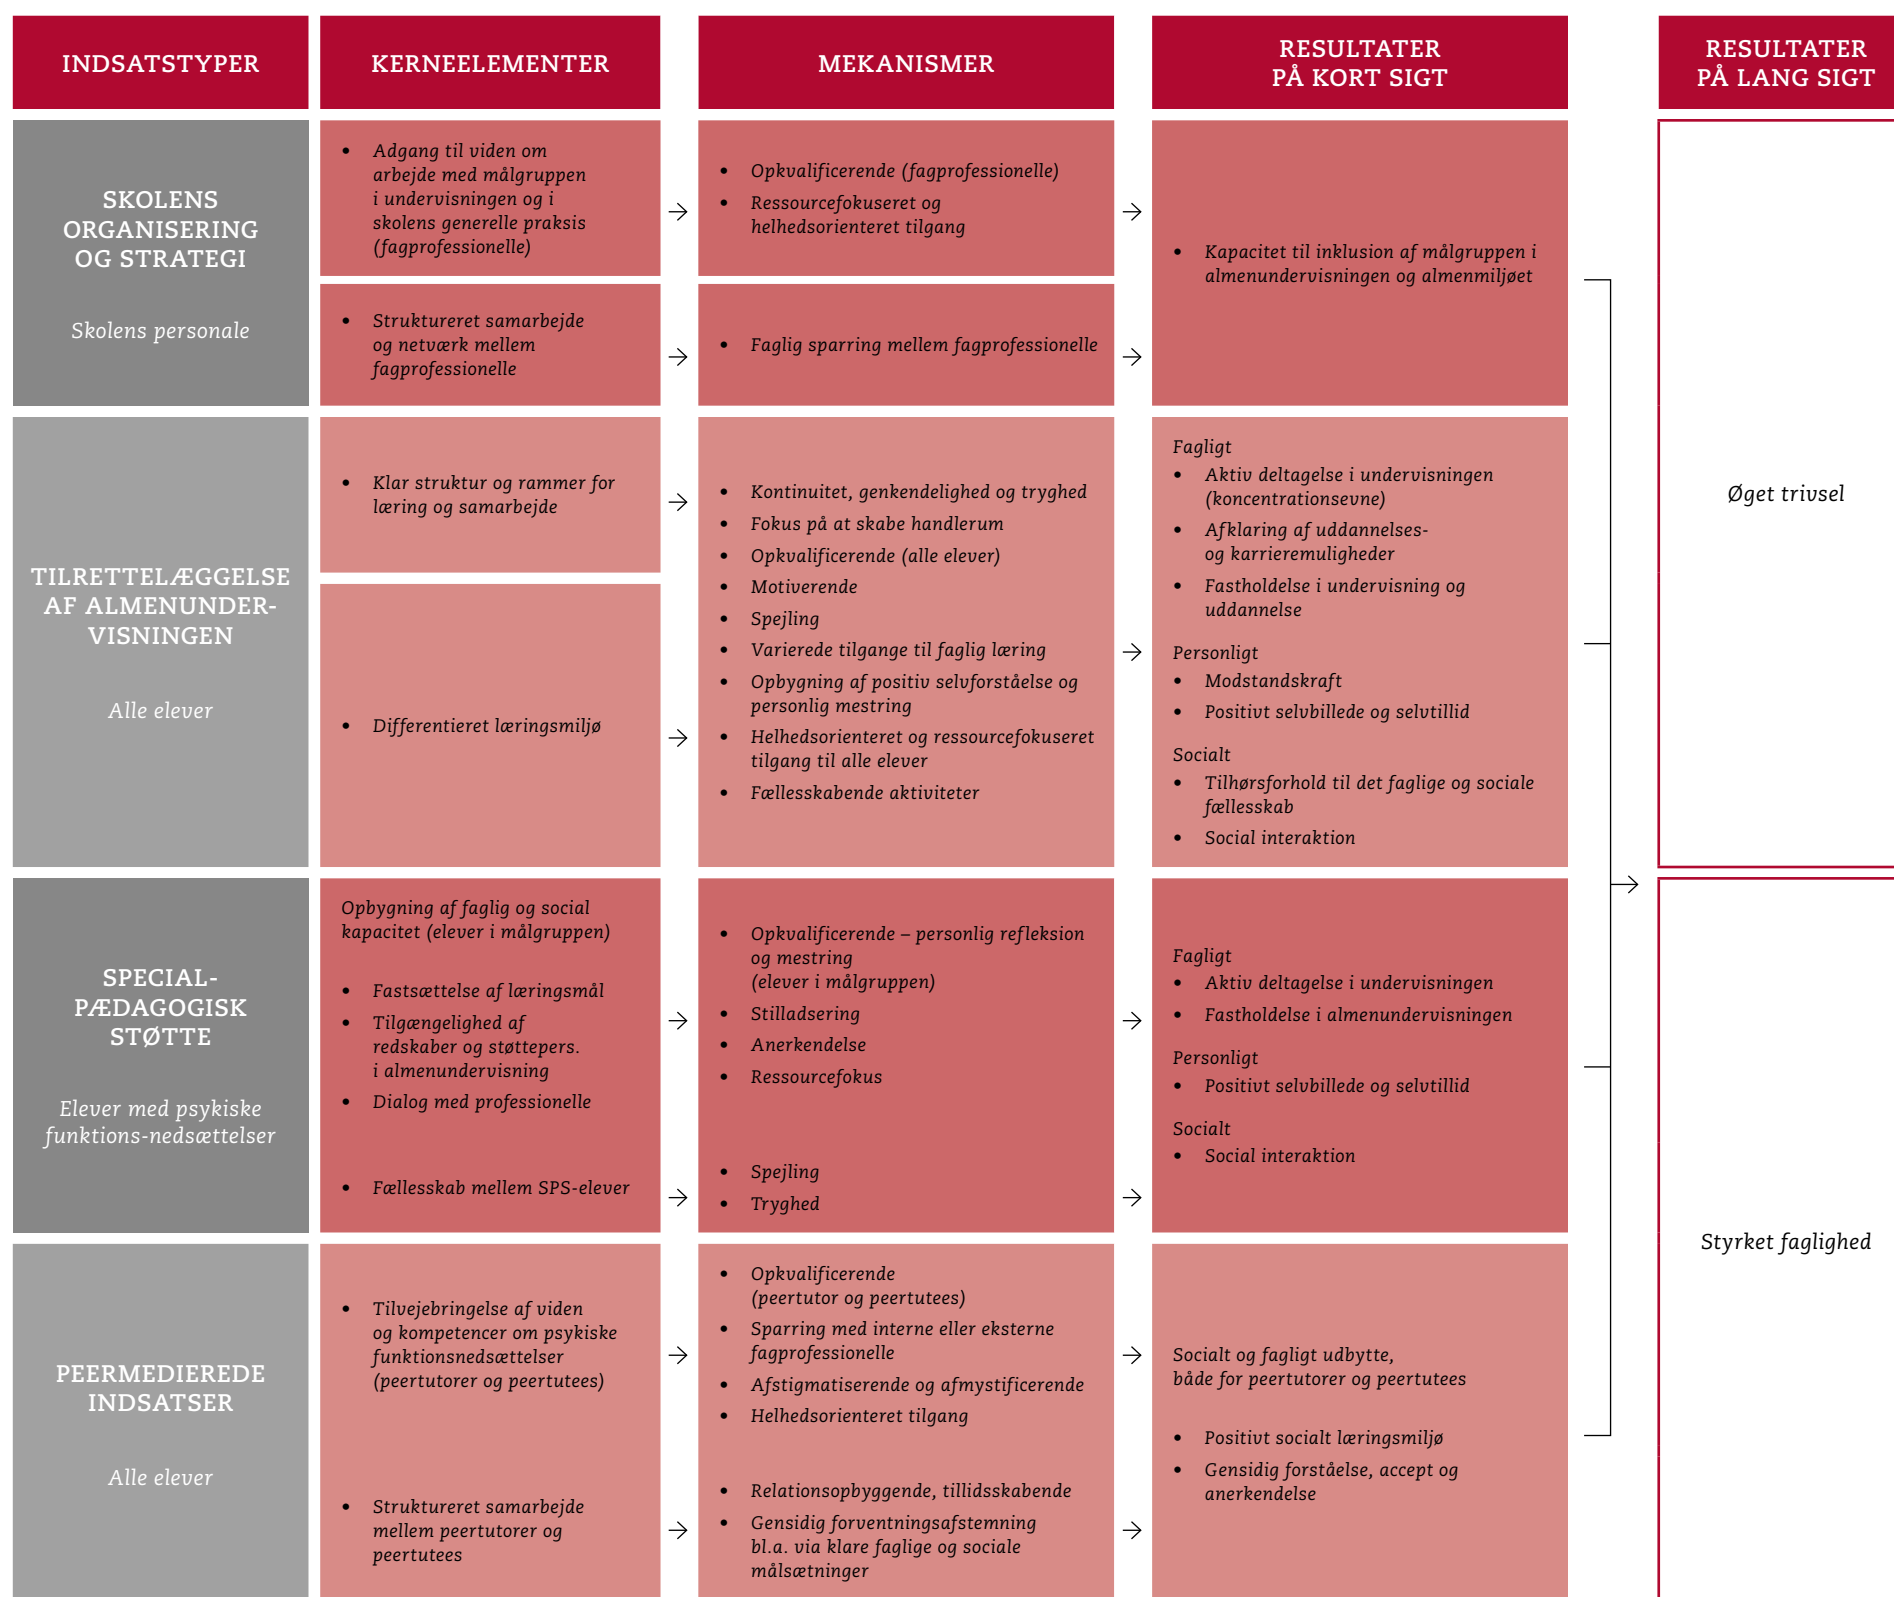 INDSATSTYPER
KERNEELEMENTER
MEKANISMER
RESULTATER
PÅ KORT SIGT
RESULTATER
PÅ LANG SIGT
SKOLENS
ORGANISERING
OG STRATEGI
Skolens personale
• Adgang til viden om
arbejde med målgruppen
i undervisningen og i
skolens generelle praksis
(fagprofessionelle)
• Struktureret samarbejde
og netværk mellem
fagprofessionelle
• Opkvalificerende (fagprofessionelle)
• Ressourcefokuseret og
helhedsorienteret tilgang
• Faglig sparring mellem fagprofessionelle
• Kapacitet til inklusion af målgruppen i
almenundervisningen og almenmiljøet
TILRETTELÆGGELSE
AF ALMENUNDER-
VISNINGEN
Alle elever
• Klar struktur og rammer for
læring og samarbejde
• Differentieret læringsmiljø
• Kontinuitet, genkendelighed og tryghed
• Fokus på at skabe handlerum
• Opkvalificerende (alle elever)
• Motiverende
• Spejling
• Varierede tilgange til faglig læring
• Opbygning af positiv selvforståelse og
personlig mestring
• Helhedsorienteret og ressourcefokuseret
tilgang til alle elever
• Fællesskabende aktiviteter
Fagligt
• Aktiv deltagelse i undervisningen
(koncentrationsevne)
• Afklaring af uddannelses-
og karrieremuligheder
• Fastholdelse i undervisning og
uddannelse
Personligt
• Modstandskraft
• Positivt selvbillede og selvtillid
Socialt
• Tilhørsforhold til det faglige og sociale
fællesskab
• Social interaktion
Øget trivsel
SPECIAL-
PÆDAGOGISK
STØTTE
Elever med psykiske
funktions-nedsættelser
Opbygning af faglig og social
kapacitet (elever i målgruppen)
• Fastsættelse af læringsmål
• Tilgængelighed af
redskaber og støttepers.
i almenundervisning
• Dialog med professionelle
• Fællesskab mellem SPS-elever
• Opkvalificerende – personlig refleksion
og mestring
(elever i målgruppen)
• Stilladsering
• Anerkendelse
• Ressourcefokus
• Spejling
• Tryghed
Fagligt
• Aktiv deltagelse i undervisningen
• Fastholdelse i almenundervisningen
Personligt
• Positivt selvbillede og selvtillid
Socialt
• Social interaktion
PEERMEDIEREDE
INDSATSER
Alle elever
• Tilvejebringelse af viden
og kompetencer om psykiske
funktionsnedsættelser
(peertutorer og peertutees)
• Struktureret samarbejde
mellem peertutorer og
peertutees
• Opkvalificerende
(peertutor og peertutees)
• Sparring med interne eller eksterne
fagprofessionelle
• Afstigmatiserende og afmystificerende
• Helhedsorienteret tilgang
• Relationsopbyggende, tillidsskabende
• Gensidig forventningsafstemning
bl.a. via klare faglige og sociale
målsætninger
Socialt og fagligt udbytte,
både for peertutorer og peertutees
• Positivt socialt læringsmiljø
• Gensidig forståelse, accept og
anerkendelse
Styrket faglighed